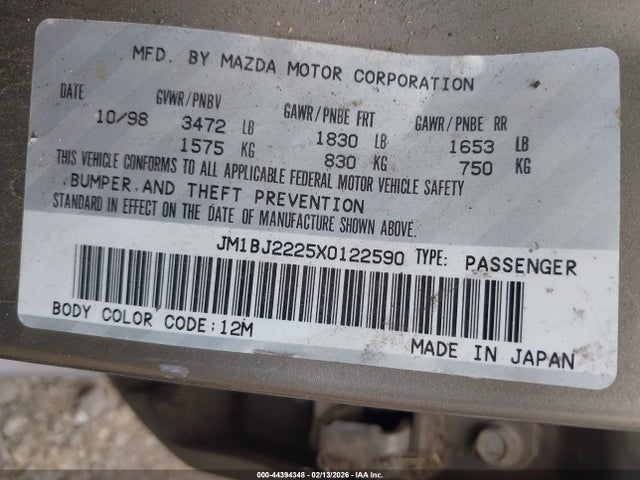 MFD. BY MAZDA MOTOR CORPORATION
DATE GVWR/PNBV GAWR/PNBE FRT GAWR/PNBE RR
10/98 3472 LB 1830 LB 1653 LB
1575 KG 830 KG 750 KG
THIS VEHICLE CONFORMS TO ALL APPLICABLE FEDERAL MOTOR VEHICLE SAFETY
,BUMPER,AND THEFT PREVENTION
STANDARD IN EFFECT ON THE DATE OF MANUFACTURE SHOWN ABOVE.
JM1BJ2225X0122590 TYPE: PASSENGER
BODY COLOR CODE:12M
MADE IN JAPAN
000-44394348 - 02/13/2026 - IAA Inc.